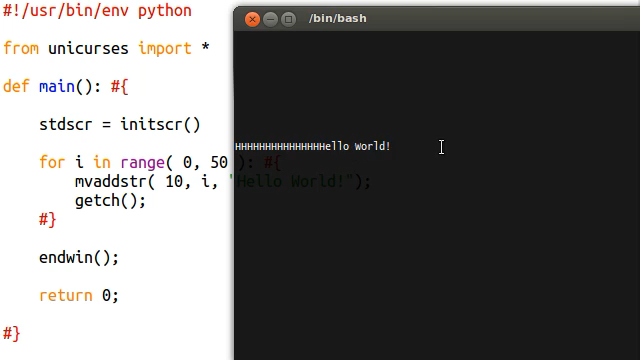 #!/usr/bin/env python
from unicurses import *
def main(): #{
stdscr = initscr()
for i in range( 0, 50 ): #{
mvaddstr( 10, i, "Hello World!");
getch();
#}
endwin();
return 0;
#}
/bin/bash
HHHHHHHHHHHHHHHello World!